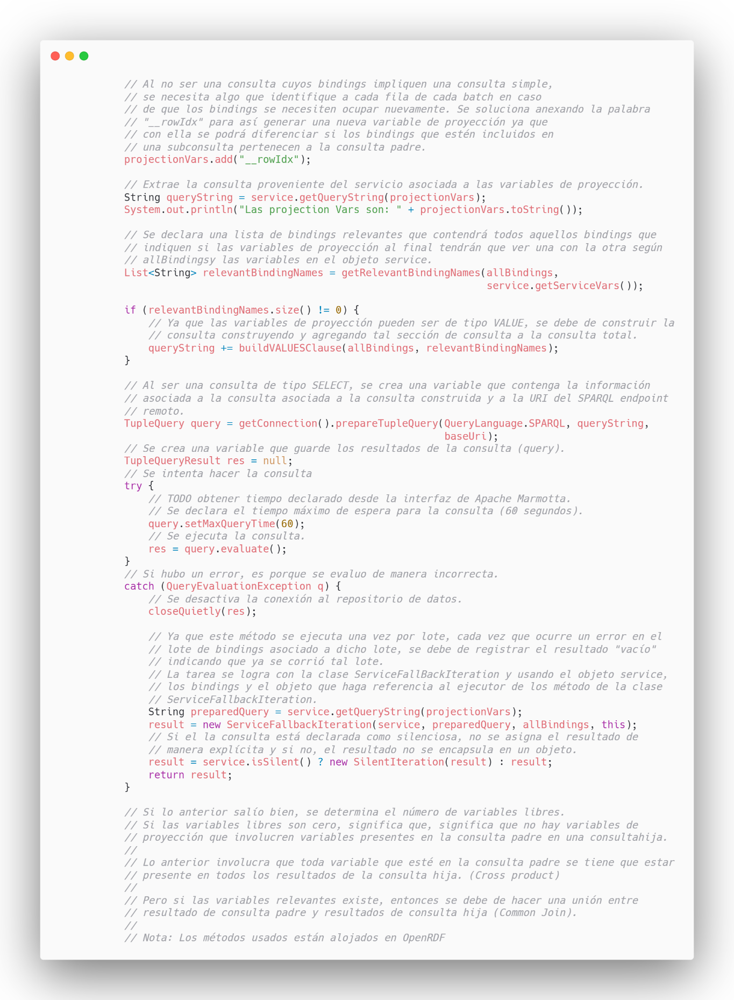 // Al no ser una consulta cuyos bindings impliquen una consulta simple,
// se necesita algo que identifique a cada fila de cada batch en caso
// de que los bindings se necesiten ocupar nuevamente. Se soluciona anexando la palabra
// "__rowIdx" para así generar una nueva variable de proyección ya que
// con ella se podrá diferenciar si los bindings que estén incluidos en
// una subconsulta pertenecen a la consulta padre.
projectionVars.add("__rowIdx");
// Extrae la consulta proveniente del servicio asociada a las variables de proyección.
String queryString = service.getQueryString(projectionVars);
System.out.println("Las projection Vars son: " + projectionVars.toString());
// Se declara una lista de bindings relevantes que contendrá todos aquellos bindings que
// indiquen si las variables de proyección al final tendrán que ver una con la otra según
// allBindingsy las variables en el objeto service.
List<String> relevantBindingNames = getRelevantBindingNames(allBindings,
service.getServiceVars());
if (relevantBindingNames.size() != 0) {
// Ya que las variables de proyección pueden ser de tipo VALUE, se debe de construir la
// consulta construyendo y agregando tal sección de consulta a la consulta total.
queryString += buildVALUESClause(allBindings, relevantBindingNames);
}
// Al ser una consulta de tipo SELECT, se crea una variable que contenga la información
// asociada a la consulta asociada a la consulta construida y a la URI del SPARQL endpoint
// remoto.
TupleQuery query = getConnection().prepareTupleQuery(QueryLanguage.SPARQL, queryString,
baseUri);
// Se crea una variable que guarde los resultados de la consulta (query).
TupleQueryResult res = null;
// Se intenta hacer la consulta
try {
// TODO obtener tiempo declarado desde la interfaz de Apache Marmotta.
// Se declara el tiempo máximo de espera para la consulta (60 segundos).
query.setMaxQueryTime(60);
// Se ejecuta la consulta.
res = query.evaluate();
}
// Si hubo un error, es porque se evaluo de manera incorrecta.
catch (QueryEvaluationException q) {
// Se desactiva la conexión al repositorio de datos.
closeQuietly(res);
// Ya que este método se ejecuta una vez por lote, cada vez que ocurre un error en el
// lote de bindings asociado a dicho lote, se debe de registrar el resultado "vacío"
// indicando que ya se corrió tal lote.
// La tarea se logra con la clase ServiceFallBackIteration y usando el objeto service,
// los bindings y el objeto que haga referencia al ejecutor de los método de la clase
// ServiceFallbackIteration.
String preparedQuery = service.getQueryString(projectionVars);
result = new ServiceFallbackIteration(service, preparedQuery, allBindings, this);
// Si el la consulta está declarada como silenciosa, no se asigna el resultado de
// manera explícita y si no, el resultado no se encapsula en un objeto.
result = service.isSilent() ? new SilentIteration(result) : result;
return result;
}
// Si lo anterior salío bien, se determina el número de variables libres.
// Si las variables libres son cero, significa que, significa que no hay variables de
// proyección que involucren variables presentes en la consulta padre en una consultahija.
//
// Lo anterior involucra que toda variable que esté en la consulta padre se tiene que estar
// presente en todos los resultados de la consulta hija. (Cross product)
//
// Pero si las variables relevantes existe, entonces se debe de hacer una unión entre
// resultado de consulta padre y resultados de consulta hija (Common Join).
//
// Nota: Los métodos usados están alojados en OpenRDF